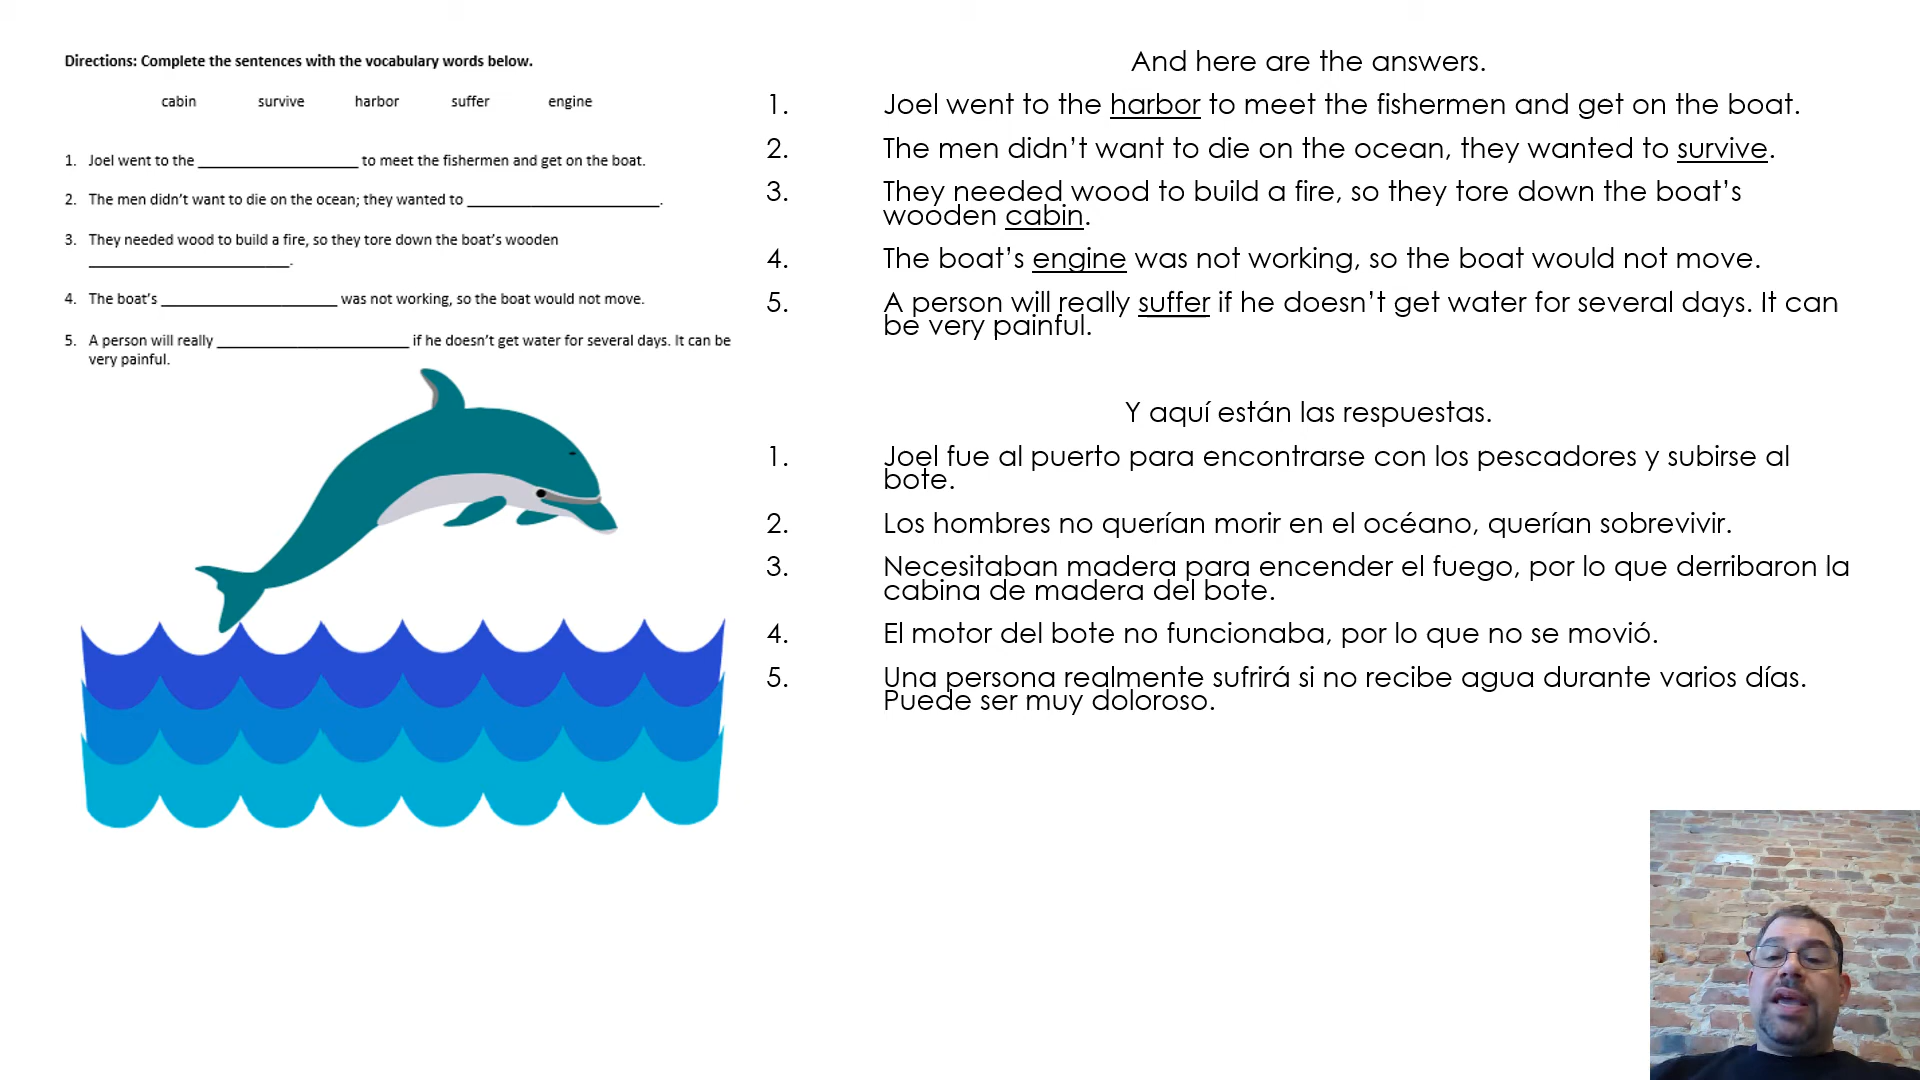 Directions: Complete the sentences with the vocabulary words below.
cabin survive harbor suffer engine
1. Joel went to the ____________________ to meet the fishermen and get on the boat.
2. The men didn’t want to die on the ocean; they wanted to ________________________.
3. They needed wood to build a fire, so they tore down the boat’s wooden
_________________________.
4. The boat’s ______________________ was not working, so the boat would not move.
5. A person will really ________________________ if he doesn’t get water for several days. It can be
very painful.
And here are the answers.
1. Joel went to the harbor to meet the fishermen and get on the boat.
2. The men didn’t want to die on the ocean, they wanted to survive.
3. They needed wood to build a fire, so they tore down the boat’s
wooden cabin.
4. The boat’s engine was not working, so the boat would not move.
5. A person will really suffer if he doesn’t get water for several days. It can
be very painful.
Y aquí están las respuestas.
1. Joel fue al puerto para encontrarse con los pescadores y subirse al
bote.
2. Los hombres no querían morir en el océano, querían sobrevivir.
3. Necesitaban madera para encender el fuego, por lo que derribaron la
cabina de madera del bote.
4. El motor del bote no funcionaba, por lo que no se movió.
5. Una persona realmente sufrirá si no recibe agua durante varios días.
Puede ser muy doloroso.